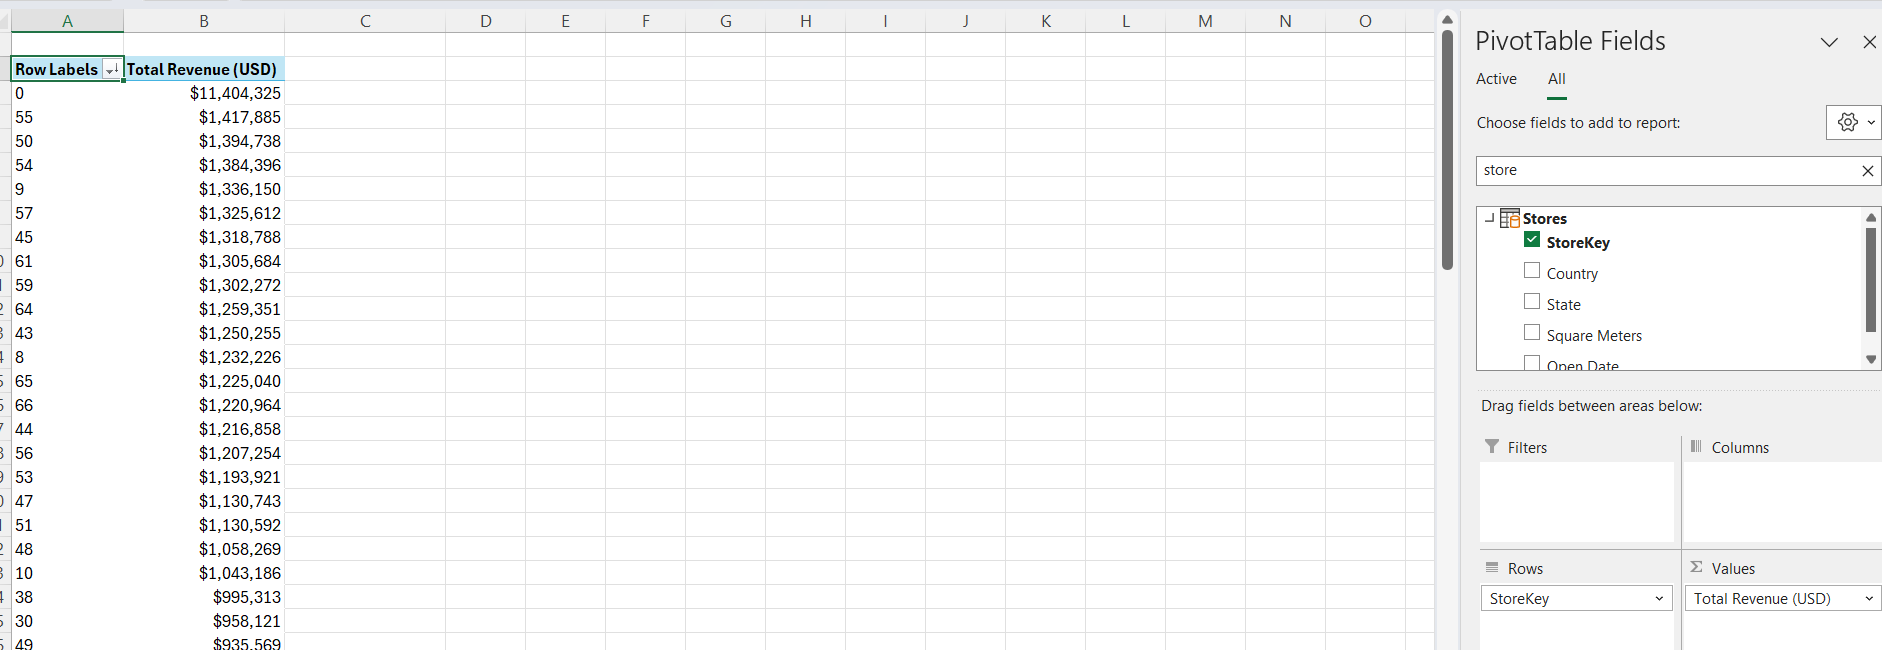 A B C D E F G H I J K L M N O
Row Labels Total Revenue (USD)
0 $11,404,325
55 $1,417,885
50 $1,394,738
54 $1,384,396
9 $1,336,150
57 $1,325,612
45 $1,318,788
61 $1,305,684
59 $1,302,272
64 $1,259,351
43 $1,250,255
8 $1,232,226
65 $1,225,040
66 $1,220,964
44 $1,216,858
56 $1,207,254
53 $1,193,921
47 $1,130,743
51 $1,130,592
48 $1,058,269
10 $1,043,186
38 $995,313
30 $958,121
49 $935,569
PivotTable Fields
Active All
Choose fields to add to report:
store
Stores
StoreKey
Country
State
Square Meters
Open Date
Drag fields between areas below:
Filters
Columns
Rows
StoreKey
Σ Values
Total Revenue (USD)